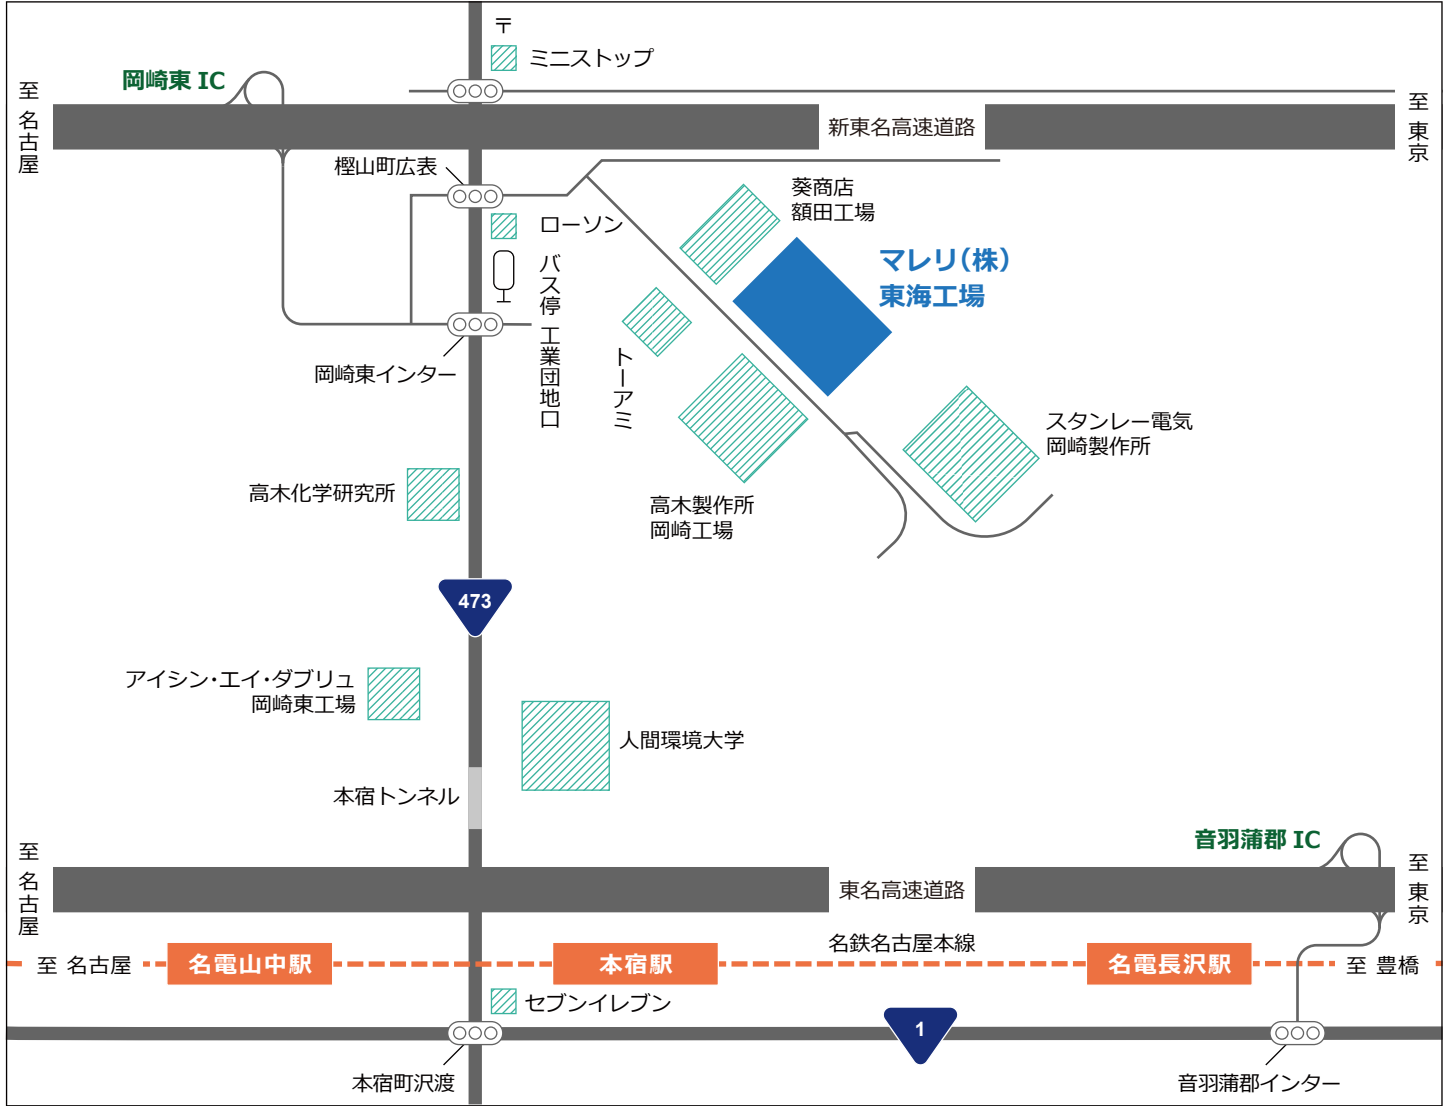 〒
ミニストップ
岡崎東 IC
至 名古屋
新東名高速道路
至 東京
樫山町広表
葵商店
額田工場
ローソン
バス停 工業団地口
マレリ(株)
東海工場
岡崎東インター
トーアミ
スタンレー電気
岡崎製作所
高木化学研究所
高木製作所
岡崎工場
473
アイシン・エイ・ダブリュ
岡崎東工場
人間環境大学
本宿トンネル
音羽蒲郡 IC
至 名古屋
東名高速道路
至 東京
名鉄名古屋本線
至 名古屋
名電山中駅
本宿駅
名電長沢駅
至 豊橋
セブンイレブン
1
本宿町沢渡
音羽蒲郡インター